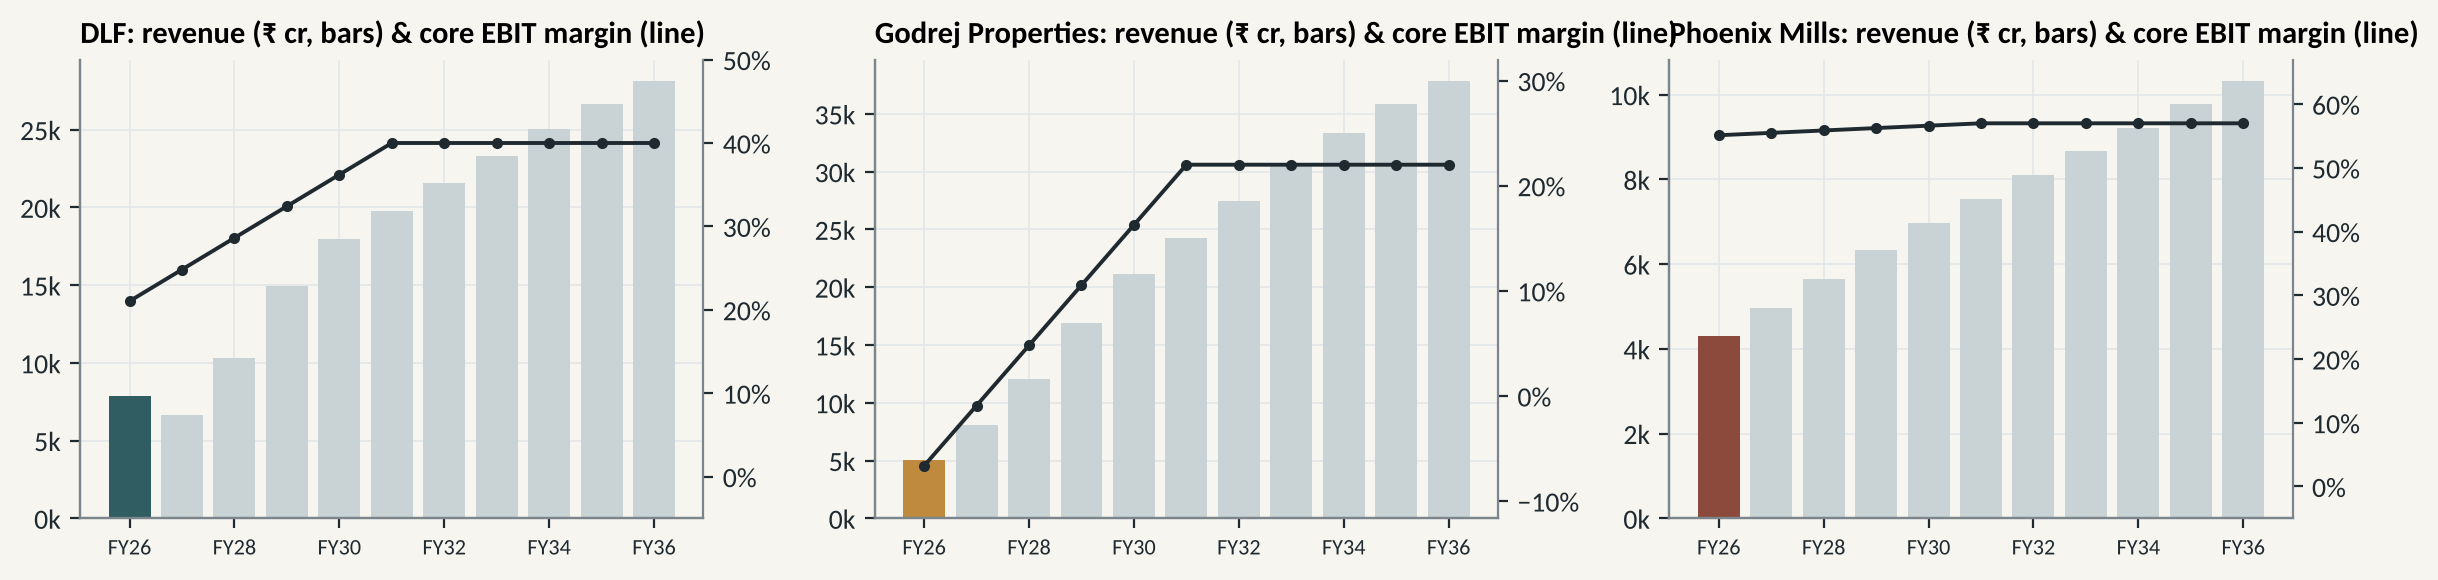 DLF: revenue (₹ cr, bars) & core EBIT margin (line)
50%
40%
30%
20%
10%
0%
25k
20k
15k
10k
5k
0k
FY26 FY28 FY30 FY32 FY34 FY36
Godrej Properties: revenue (₹ cr, bars) & core EBIT margin (line)
35k
30k
25k
20k
15k
10k
5k
0k
30%
20%
10%
0%
−10%
FY26 FY28 FY30 FY32 FY34 FY36
Phoenix Mills: revenue (₹ cr, bars) & core EBIT margin (line)
10k
8k
6k
4k
2k
0k
60%
50%
40%
30%
20%
10%
0%
FY26 FY28 FY30 FY32 FY34 FY36